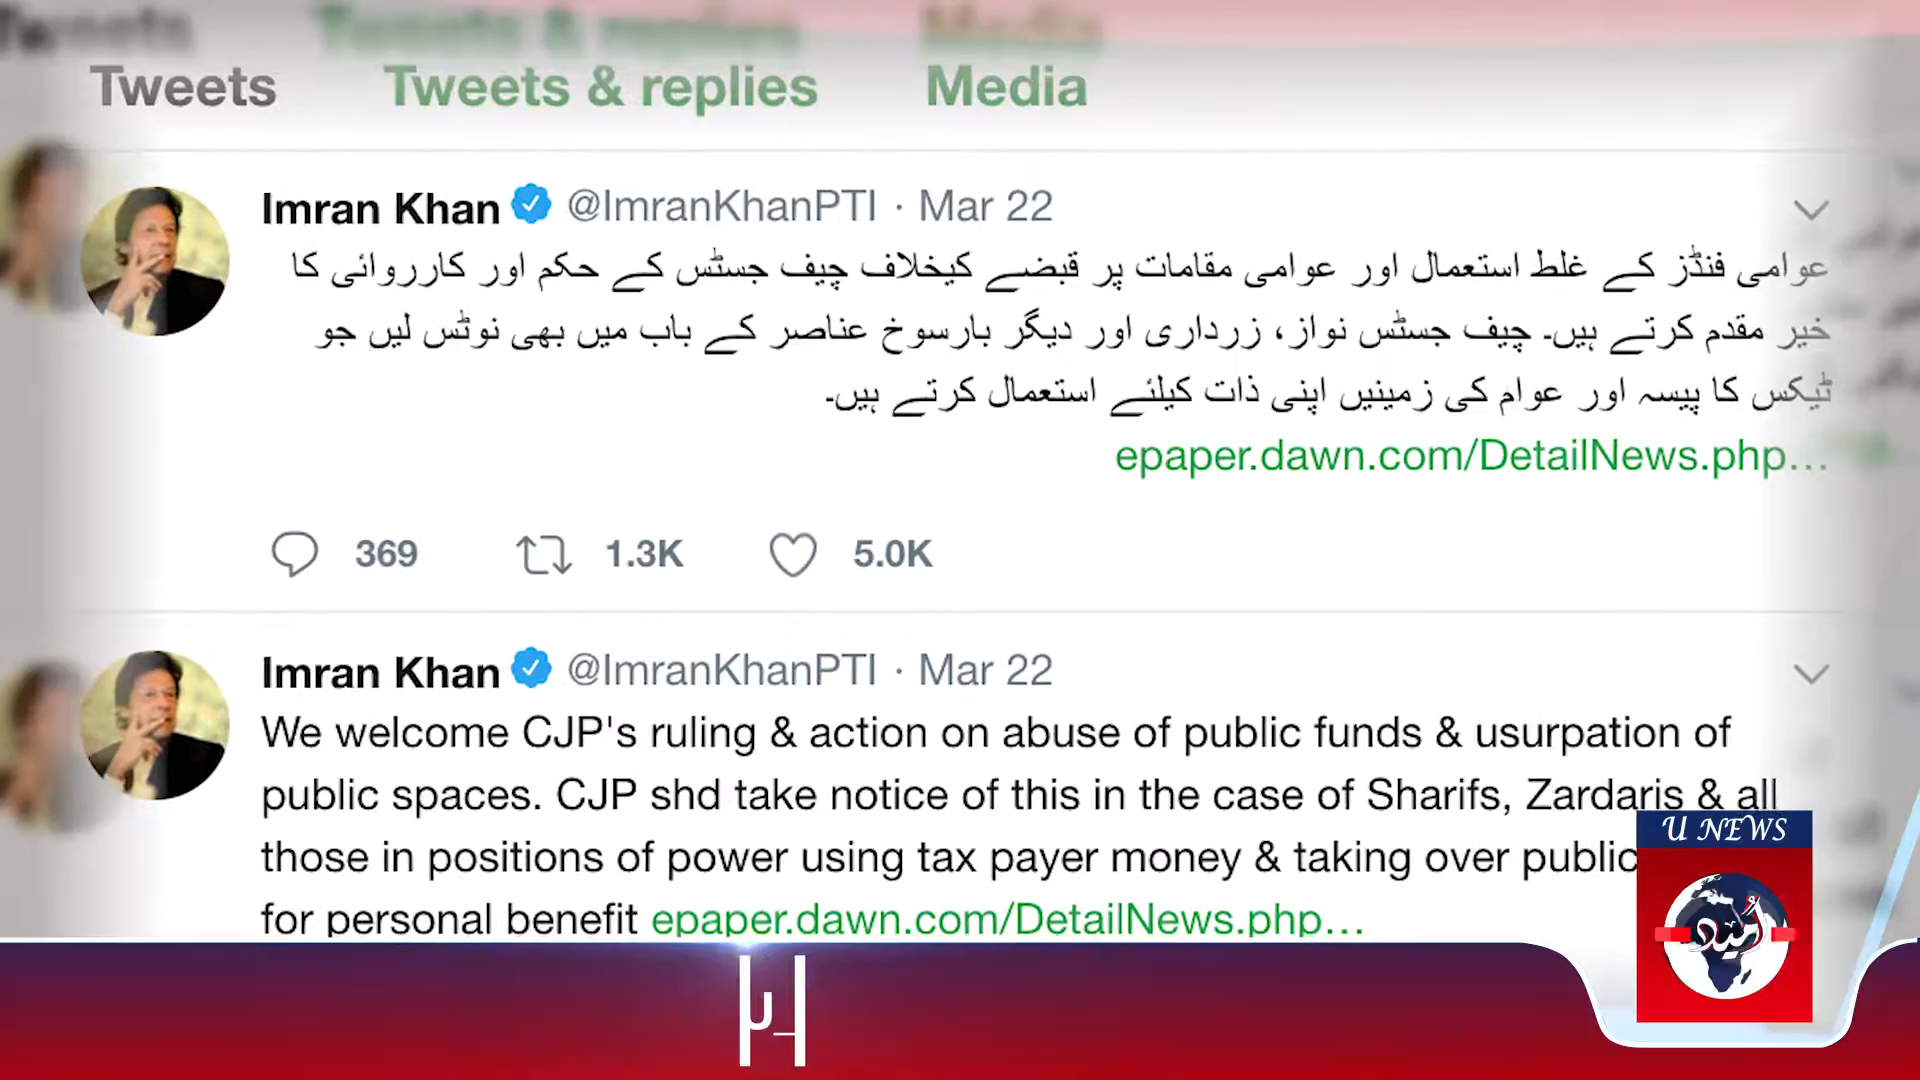 Tweets Tweets & replies Media
Imran Khan @ImranKhanPTI · Mar 22
عوامی فنڈز کے غلط استعمال اور عوامی مقامات پر قبضے کیخلاف چیف جسٹس کے حکم اور کارروائی کا
خیر مقدم کرتے ہیں۔ چیف جسٹس نواز، زرداری اور دیگر بارسوخ عناصر کے باب میں بھی نوٹس لیں جو
ٹیکس کا پیسہ اور عوام کی زمینیں اپنی ذات کیلئے استعمال کرتے ہیں۔
epaper.dawn.com/DetailNews.php…
369 1.3K 5.0K
Imran Khan @ImranKhanPTI · Mar 22
We welcome CJP's ruling & action on abuse of public funds & usurpation of
public spaces. CJP shd take notice of this in the case of Sharifs, Zardaris & all
those in positions of power using tax payer money & taking over public
for personal benefit epaper.dawn.com/DetailNews.php…
U NEWS
اُمید